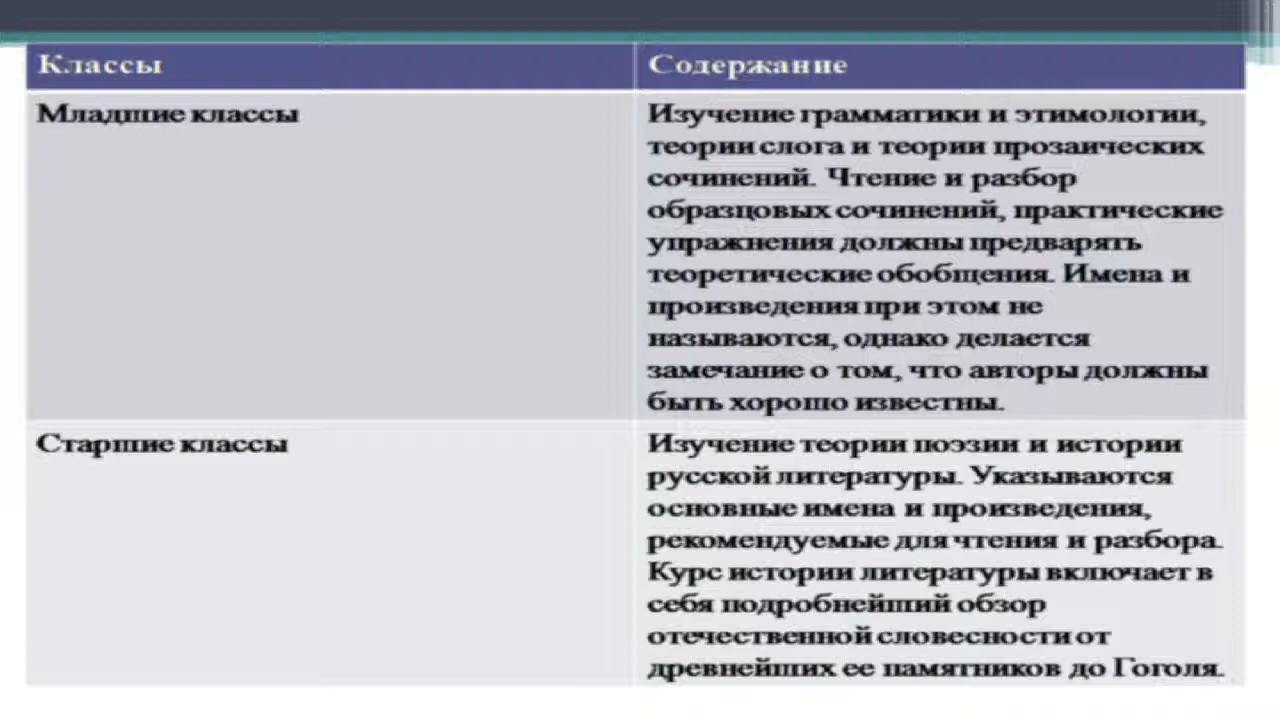 Классы
Содержание
Младшие классы
Изучение грамматики и этимологии,
теории слога и теории прозаических
сочинений. Чтение и разбор
образцовых сочинений, практические
упражнения должны предварять
теоретические обобщения. Имена и
произведения при этом не
называются, однако делается
замечание о том, что авторы должны
быть хорошо известны.
Старшие классы
Изучение теории поэзии и истории
русской литературы. Указываются
основные имена и произведения,
рекомендуемые для чтения и разбора.
Курс истории литературы включает в
себя подробнейший обзор
отечественной словесности от
древнейших ее памятников до Гоголя.